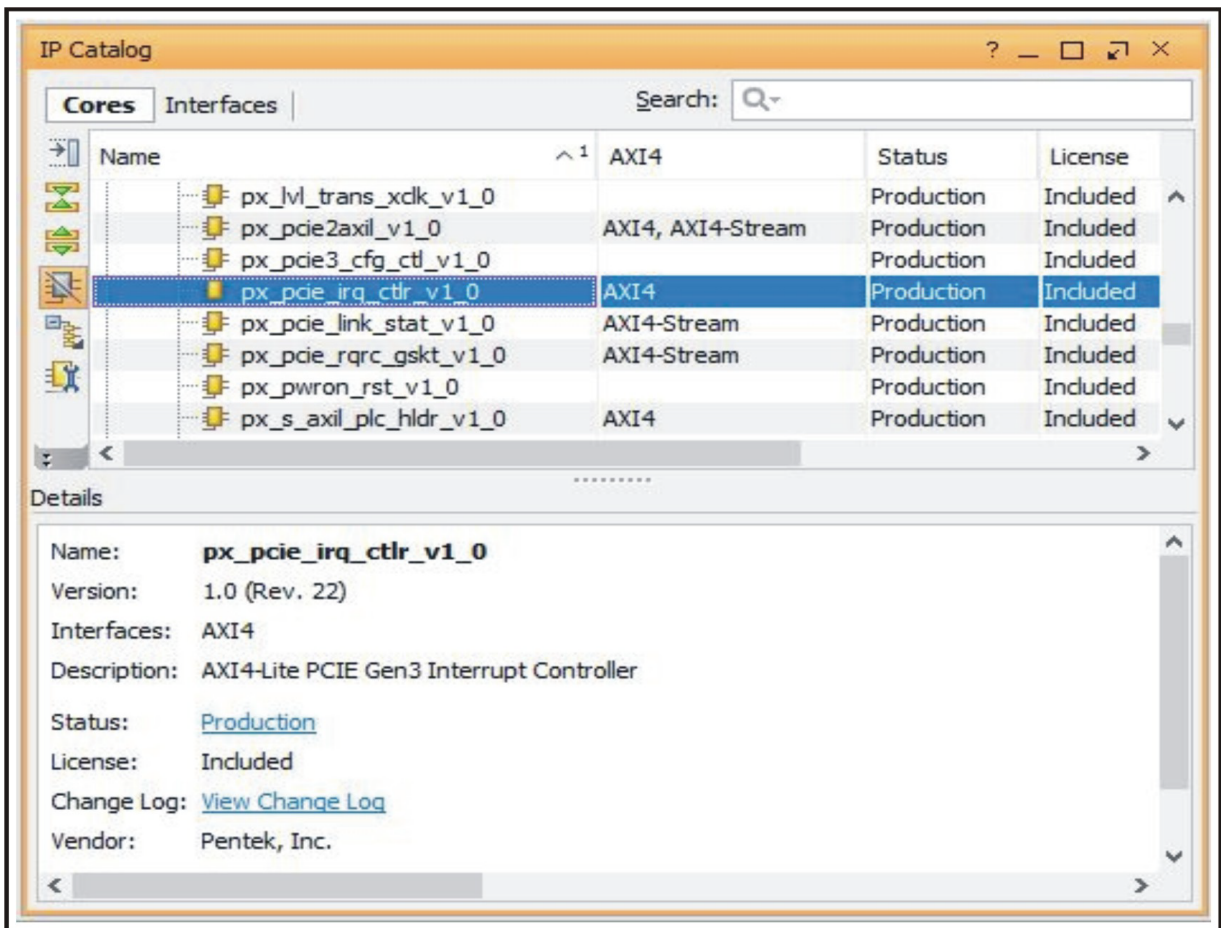 IP Catalog ?
Cores Interfaces Search:
Name 1 AXI4 Status License
px_lvl_trans_xclk_v1_0 Production Included
px_pcie2axil_v1_0 AXI4, AXI4-Stream Production Included
px_pcie3_cfg_ctl_v1_0 Production Included
px_pcie_irq_ctlr_v1_0 AXI4 Production Included
px_pcie_link_stat_v1_0 AXI4-Stream Production Included
px_pcie_rqrc_gskt_v1_0 AXI4-Stream Production Included
px_pwron_rst_v1_0 Production Included
px_s_axil_plc_hldr_v1_0 AXI4 Production Included
Details
Name: px_pcie_irq_ctlr_v1_0
Version: 1.0 (Rev. 22)
Interfaces: AXI4
Description: AXI4-Lite PCIE Gen3 Interrupt Controller
Status: Production
License: Included
Change Log: View Change Log
Vendor: Pentek, Inc.